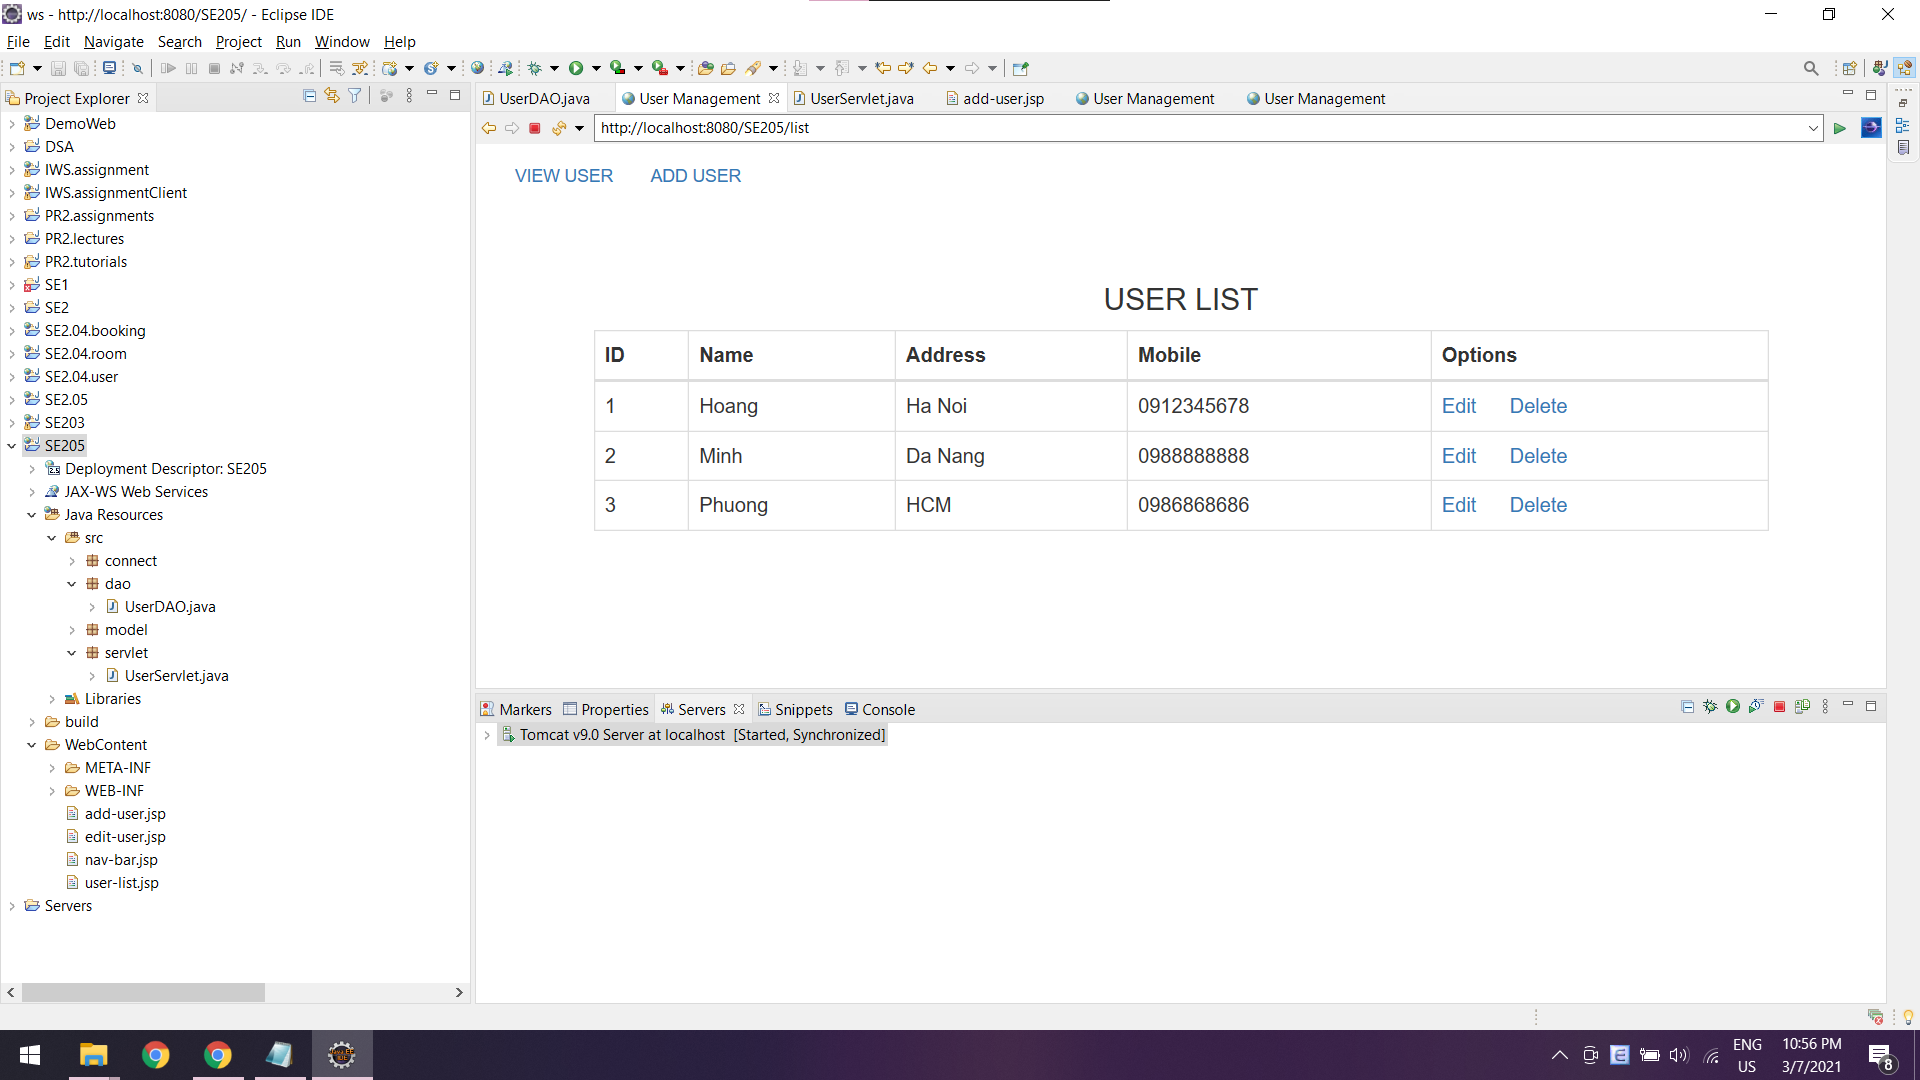 ws - http://localhost:8080/SE205/ - Eclipse IDE
File Edit Navigate Search Project Run Window Help
Project Explorer
DemoWeb
DSA
IWS.assignment
IWS.assignmentClient
PR2.assignments
PR2.lectures
PR2.tutorials
SE1
SE2
SE2.04.booking
SE2.04.room
SE2.04.user
SE2.05
SE203
SE205
Deployment Descriptor: SE205
JAX-WS Web Services
Java Resources
src
connect
dao
UserDAO.java
model
servlet
UserServlet.java
Libraries
build
WebContent
META-INF
WEB-INF
add-user.jsp
edit-user.jsp
nav-bar.jsp
user-list.jsp
Servers
UserDAO.java User Management UserServlet.java add-user.jsp User Management User Management
http://localhost:8080/SE205/list
VIEW USER ADD USER
USER LIST
ID Name Address Mobile Options
1 Hoang Ha Noi 0912345678 Edit Delete
2 Minh Da Nang 0988888888 Edit Delete
3 Phuong HCM 0986868686 Edit Delete
Markers Properties Servers Snippets Console
Tomcat v9.0 Server at localhost [Started, Synchronized]
ENG
US
10:56 PM
3/7/2021
8